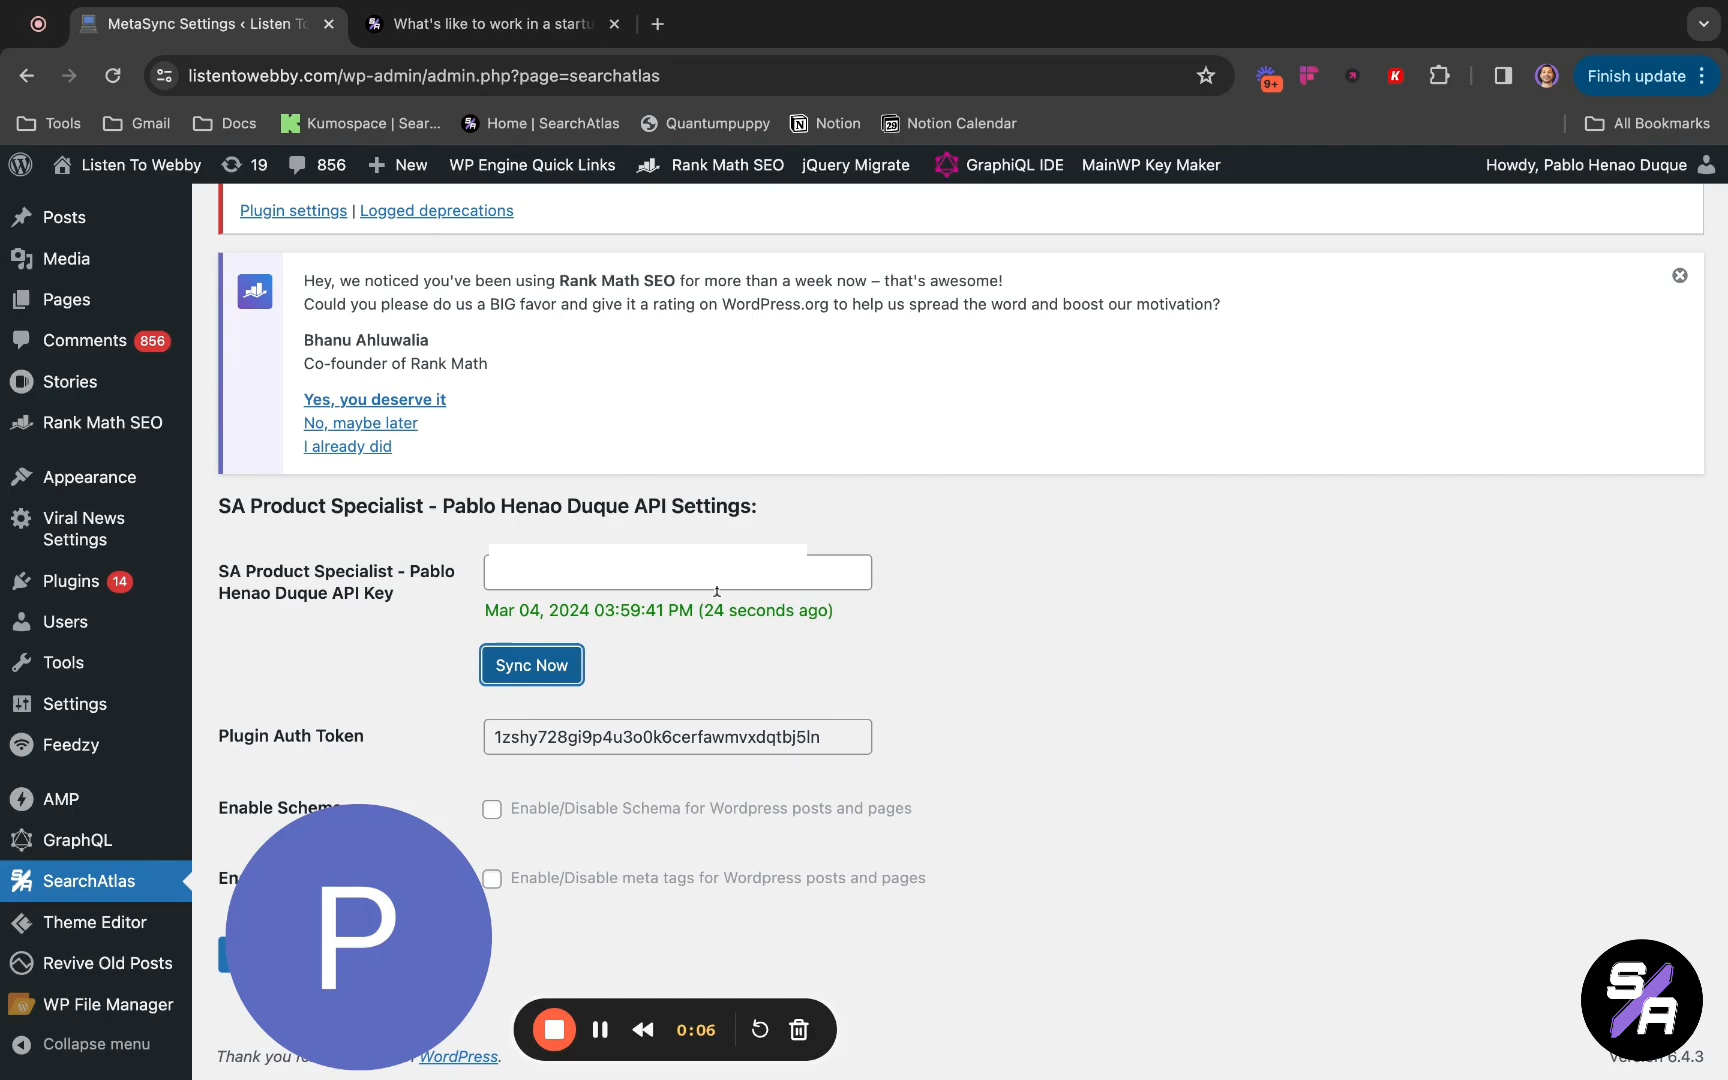 MetaSync Settings ‹ Listen To
What's like to work in a startu
listentowebby.com/wp-admin/admin.php?page=searchatlas
9+
K
Finish update
Tools
Gmail
Docs
Kumospace | Sear...
Home | SearchAtlas
Quantumpuppy
Notion
Notion Calendar
All Bookmarks
Listen To Webby
19
856
New
WP Engine Quick Links
Rank Math SEO
jQuery Migrate
GraphiQL IDE
MainWP Key Maker
Howdy, Pablo Henao Duque
Posts
Media
Pages
Comments 856
Stories
Rank Math SEO
Appearance
Viral News
Settings
Plugins 14
Users
Tools
Settings
Feedzy
AMP
GraphQL
SearchAtlas
Theme Editor
Revive Old Posts
WP File Manager
Collapse menu
Plugin settings | Logged deprecations
Hey, we noticed you've been using Rank Math SEO for more than a week now – that's awesome!
Could you please do us a BIG favor and give it a rating on WordPress.org to help us spread the word and boost our motivation?
Bhanu Ahluwalia
Co-founder of Rank Math
Yes, you deserve it
No, maybe later
I already did
SA Product Specialist - Pablo Henao Duque API Settings:
SA Product Specialist - Pablo
Henao Duque API Key
Mar 04, 2024 03:59:41 PM (24 seconds ago)
Sync Now
Plugin Auth Token
1zshy728gi9p4u3o0k6cerfawmvxdqtbj5ln
Enable Schema
Enable/Disable Schema for Wordpress posts and pages
Enable/Disable meta tags for Wordpress posts and pages
P
0:06
Thank you
WordPress.
SA
6.4.3